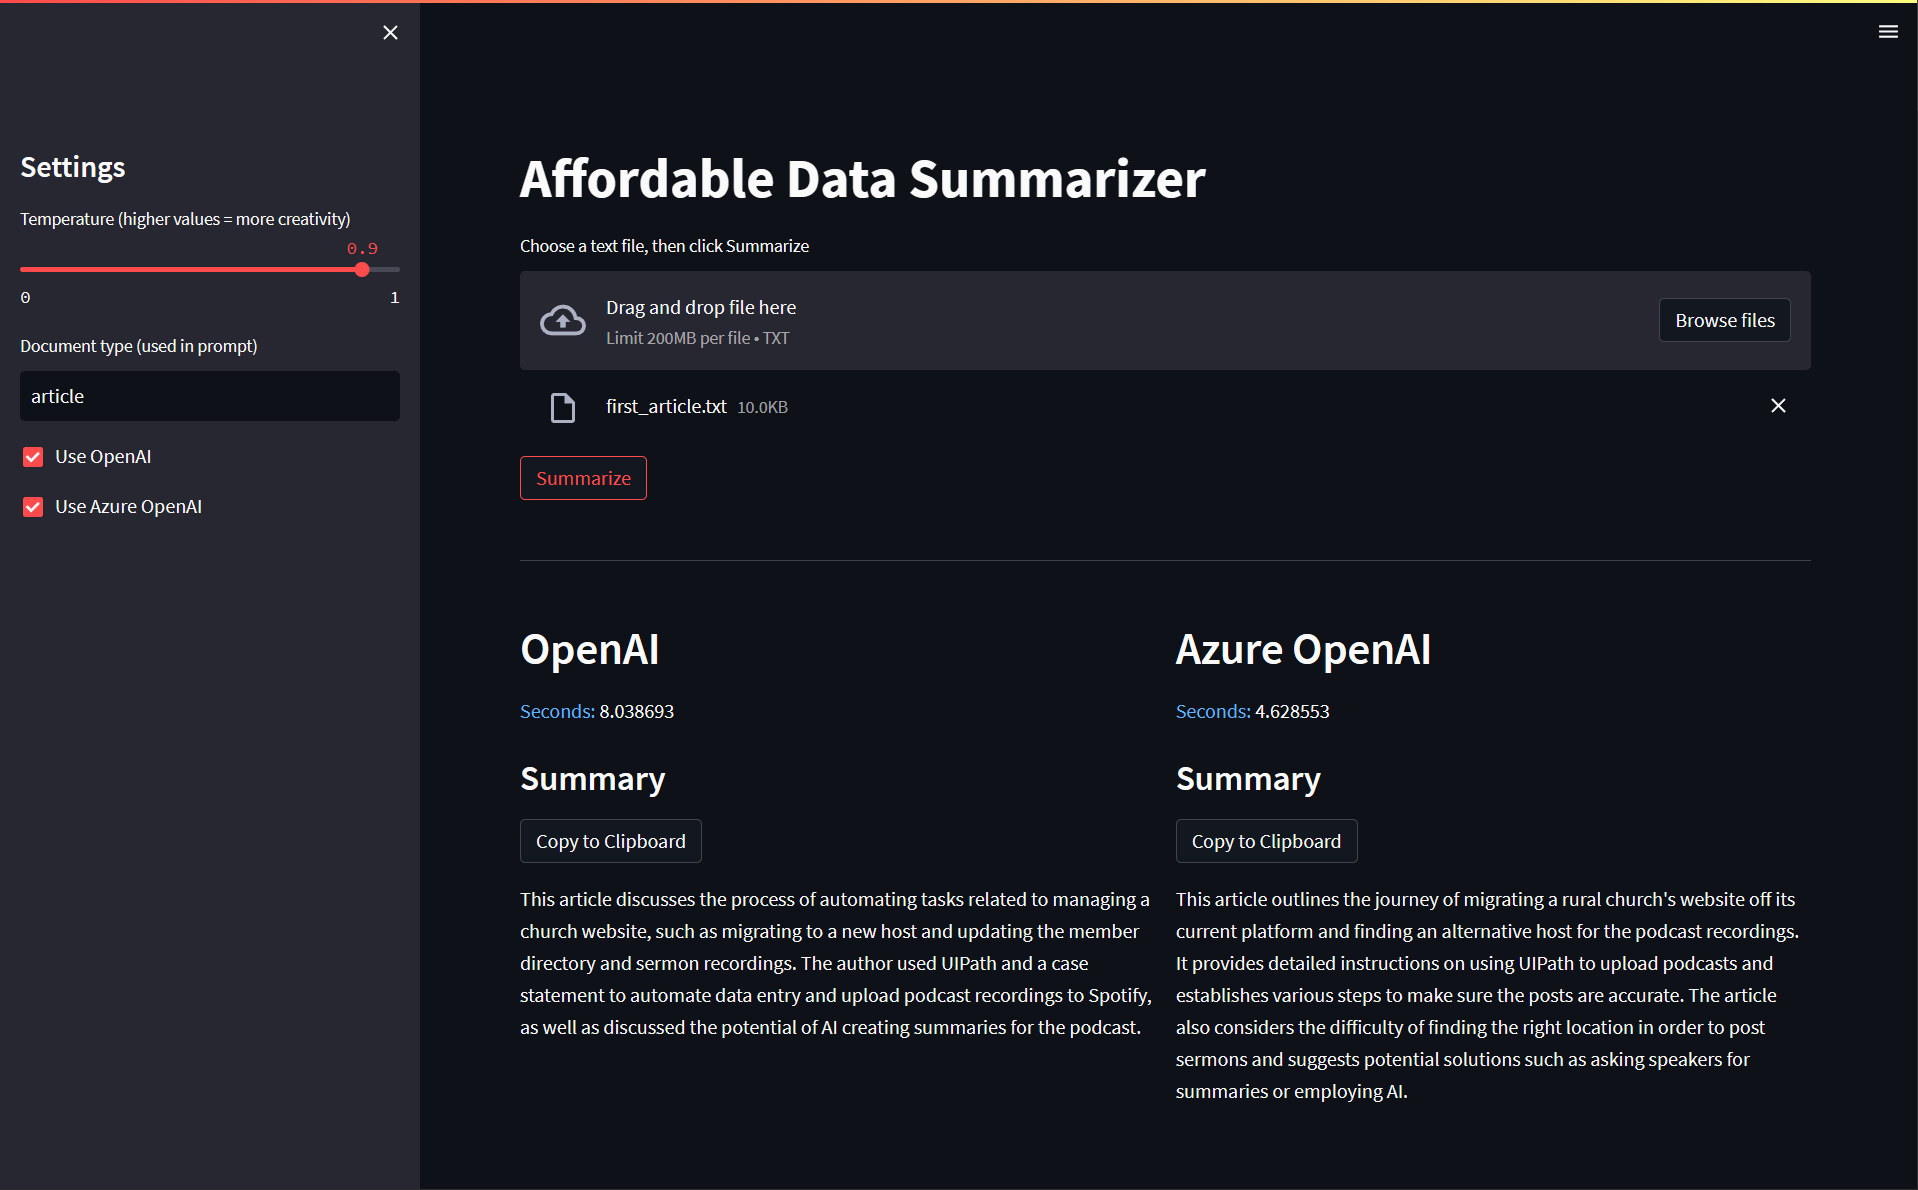 Settings
Temperature (higher values = more creativity)
0.9
0
1
Document type (used in prompt)
article
Use OpenAI
Use Azure OpenAI
Affordable Data Summarizer
Choose a text file, then click Summarize
Drag and drop file here
Limit 200MB per file • TXT
Browse files
first_article.txt 10.0KB
Summarize
OpenAI
Seconds: 8.038693
Summary
Copy to Clipboard
This article discusses the process of automating tasks related to managing a
church website, such as migrating to a new host and updating the member
directory and sermon recordings. The author used UIPath and a case
statement to automate data entry and upload podcast recordings to Spotify,
as well as discussed the potential of AI creating summaries for the podcast.
Azure OpenAI
Seconds: 4.628553
Summary
Copy to Clipboard
This article outlines the journey of migrating a rural church's website off its
current platform and finding an alternative host for the podcast recordings.
It provides detailed instructions on using UIPath to upload podcasts and
establishes various steps to make sure the posts are accurate. The article
also considers the difficulty of finding the right location in order to post
sermons and suggests potential solutions such as asking speakers for
summaries or employing AI.